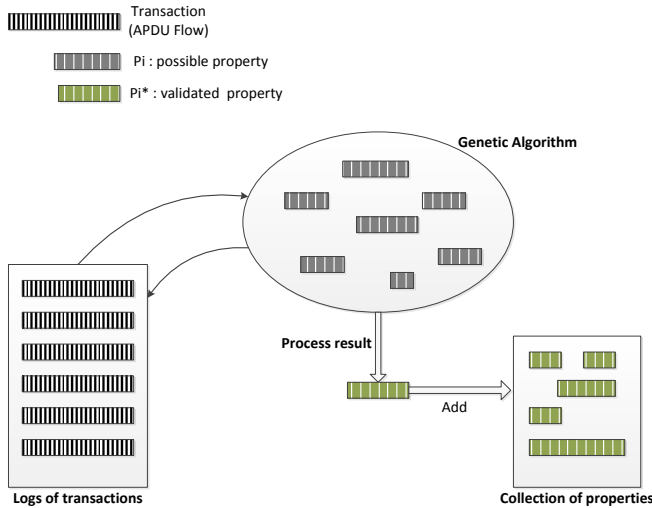 Transaction
(APDU Flow)
Pi : possible property
Pi* : validated property
Genetic Algorithm
Process result
Add
Logs of transactions
Collection of properties